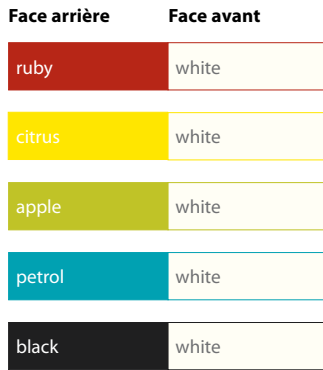 Face arrière Face avant
ruby white
citrus white
apple white
petrol white
black white